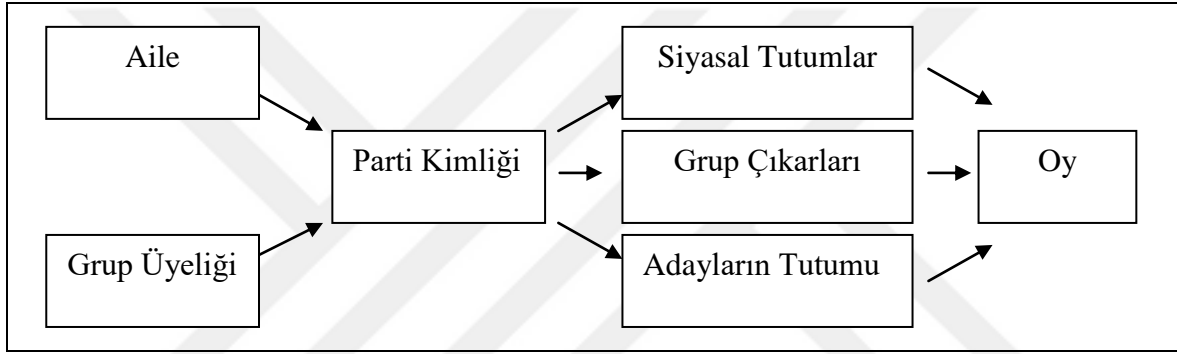 Aile
Grup Üyeliği
Parti Kimliği
Siyasal Tutumlar
Grup Çıkarları
Adayların Tutumu
Oy